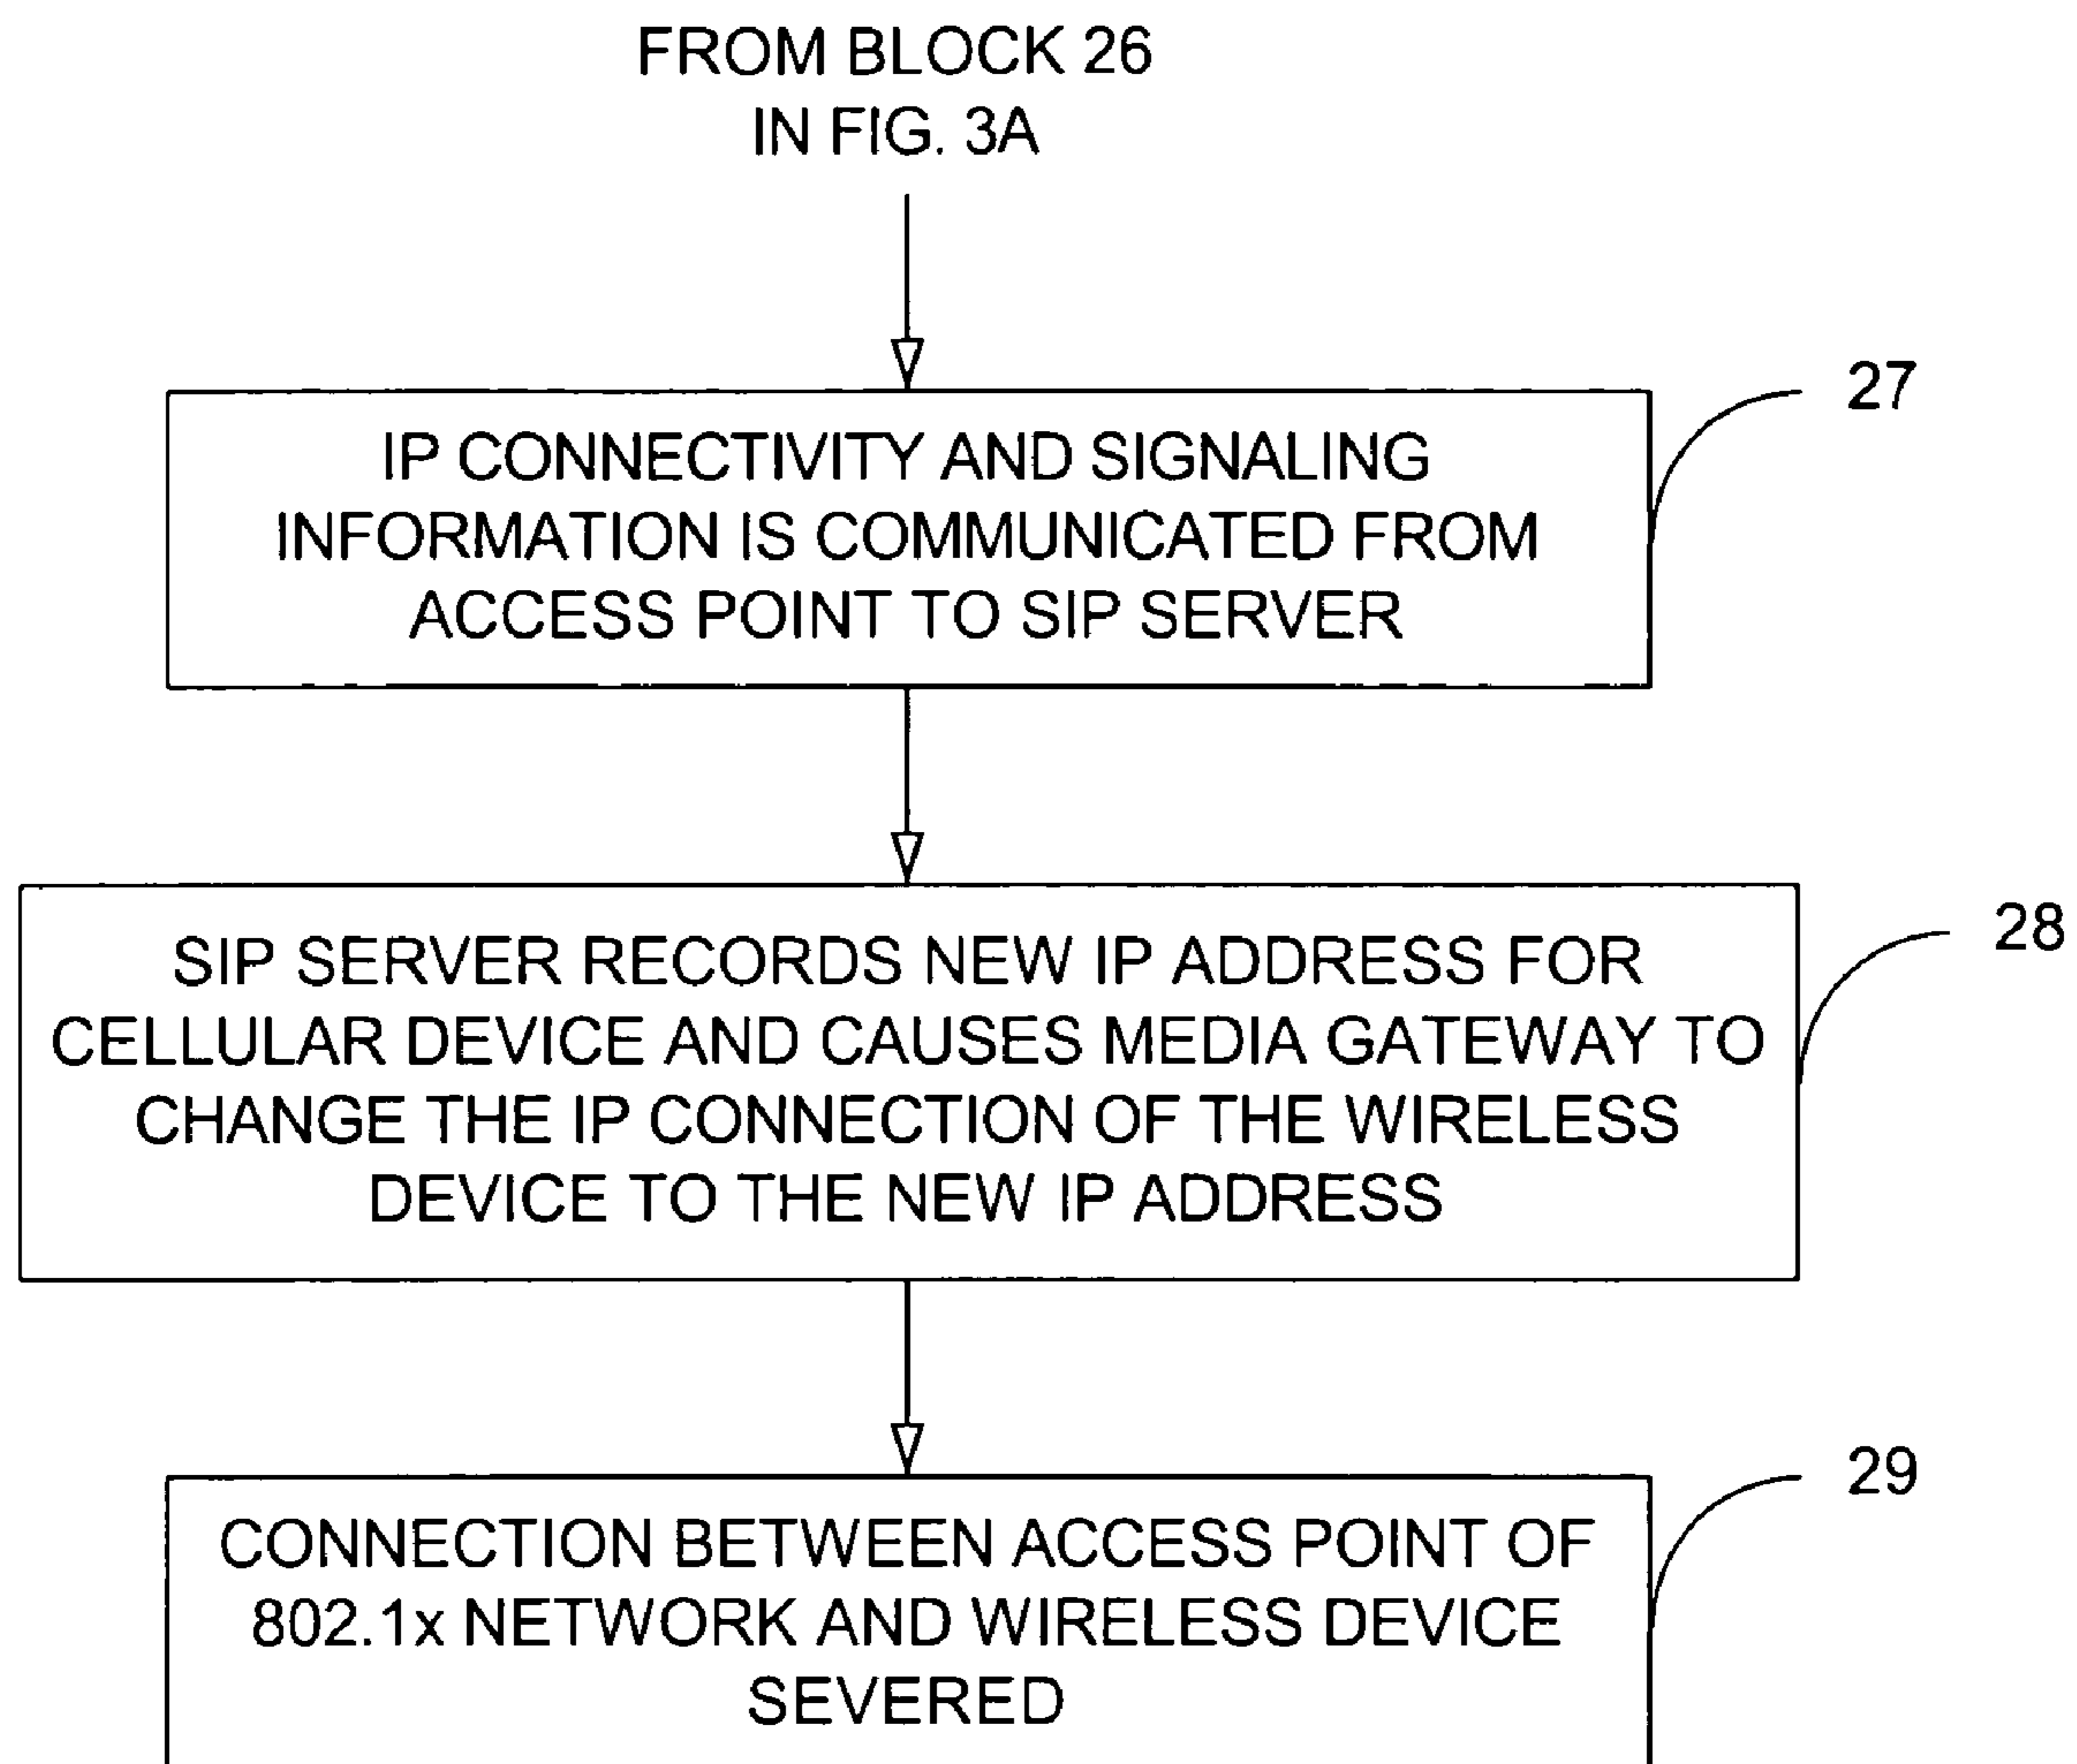 FROM BLOCK 26
IN FIG. 3A
27
IP CONNECTIVITY AND SIGNALING
INFORMATION IS COMMUNICATED FROM
ACCESS POINT TO SIP SERVER
28
SIP SERVER RECORDS NEW IP ADDRESS FOR
CELLULAR DEVICE AND CAUSES MEDIA GATEWAY TO
CHANGE THE IP CONNECTION OF THE WIRELESS
DEVICE TO THE NEW IP ADDRESS
29
CONNECTION BETWEEN ACCESS POINT OF
802.1x NETWORK AND WIRELESS DEVICE
SEVERED